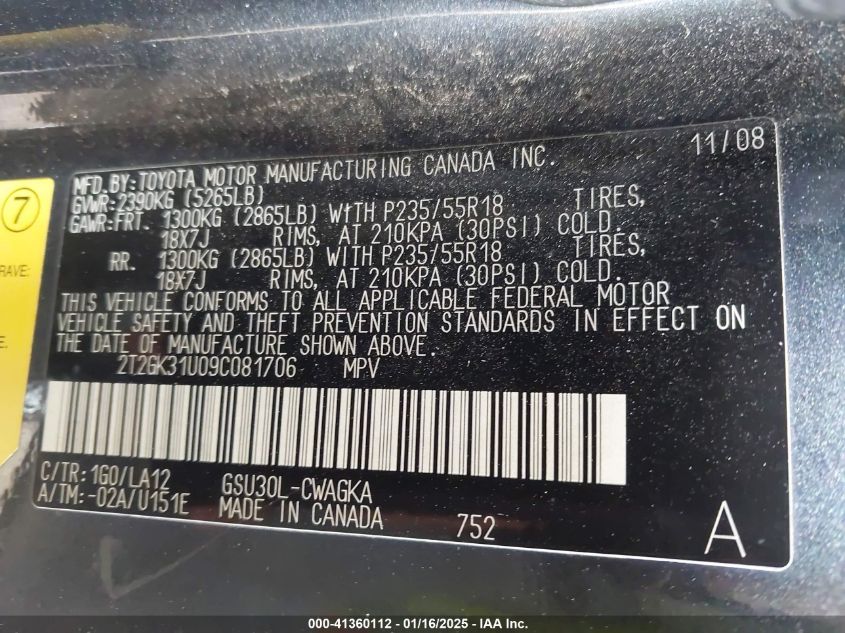 11/08
MFD. BY: TOYOTA MOTOR MANUFACTURING CANADA INC.
GVWR: 2390KG (5265LB)
GAWR: FRT. 1300KG (2865LB) WITH P235/55R18 TIRES,
18X7J RIMS, AT 210KPA (30PSI) COLD.
RR. 1300KG (2865LB) WITH P235/55R18 TIRES,
18X7J RIMS, AT 210KPA (30PSI) COLD.
THIS VEHICLE CONFORMS TO ALL APPLICABLE FEDERAL MOTOR
VEHICLE SAFETY AND THEFT PREVENTION STANDARDS IN EFFECT ON
THE DATE OF MANUFACTURE SHOWN ABOVE.
2T2GK31U09C081706 MPV
C/TR: 1G0/LA12 GSU30L-CWAGKA
A/TM: -02A/U151E MADE IN CANADA 752 A
7
RAVE:
000-41360112 - 01/16/2025 - IAA Inc.